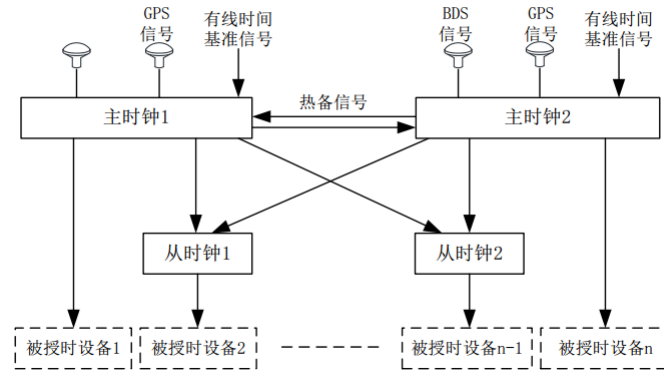 GPS
信号
有线时间
基准信号
BDS
信号
GPS
信号
有线时间
基准信号
主时钟1
热备信号
主时钟2
从时钟1
从时钟2
被授时设备1
被授时设备2
被授时设备n-1
被授时设备n